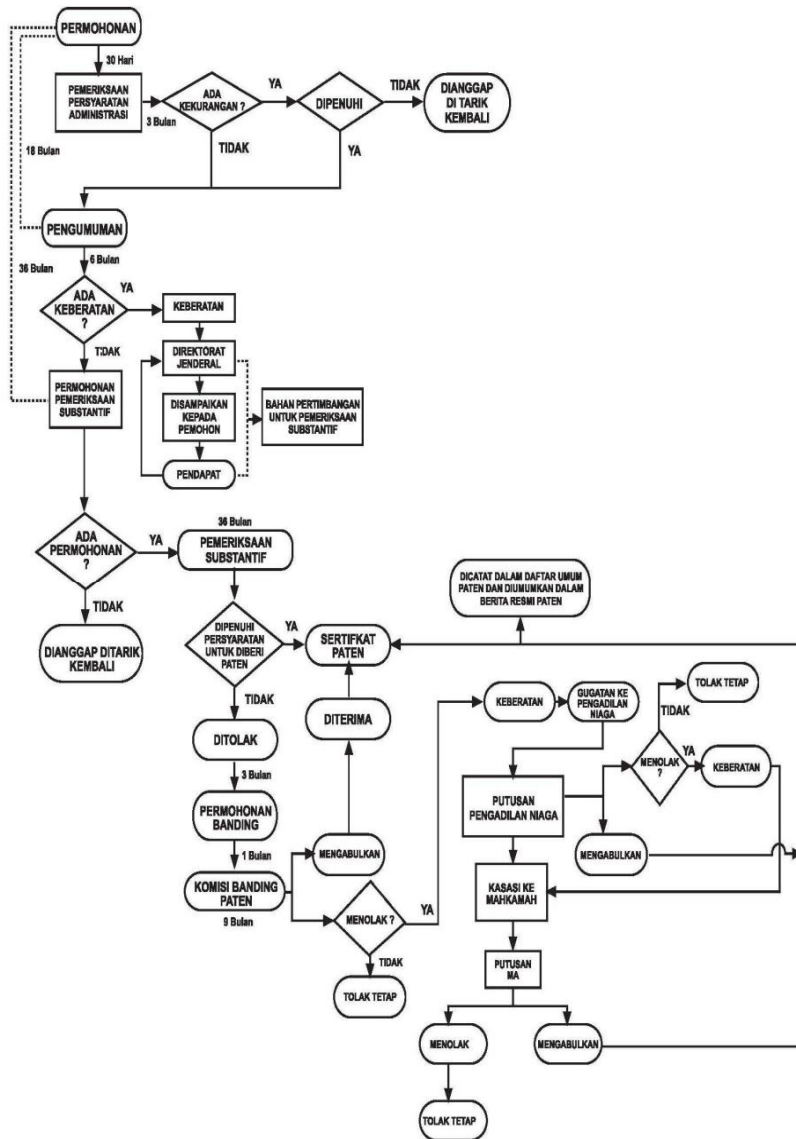 PERMOHONAN
30 Hari
PEMERIKSAAN
PERSYARATAN
ADMINISTRASI
3 Bulan
ADA
KEKURANGAN ?
YA
DIPENUHI
TIDAK
DIANGGAP
DI TARIK
KEMBALI
TIDAK
YA
18 Bulan
36 Bulan
PENGUMUMAN
6 Bulan
ADA
KEBERATAN
?
YA
KEBERATAN
TIDAK
DIREKTORAT
JENDERAL
PERMOHONAN
PEMERIKSAAN
SUBSTANTIF
DISAMPAIKAN
KEPADA
PEMOHON
BAHAN PERTIMBANGAN
UNTUK PEMERIKSAAN
SUBSTANTIF
PENDAPAT
ADA
PERMOHONAN
?
YA
36 Bulan
PEMERIKSAAN
SUBSTANTIF
TIDAK
DIANGGAP DITARIK
KEMBALI
DIPENUHI
PERSYARATAN
UNTUK DIBERI
PATEN
YA
SERTIFKAT
PATEN
DICATAT DALAM DAFTAR UMUM
PATEN DAN DIUMUMKAN DALAM
BERITA RESMI PATEN
TIDAK
DITOLAK
DITERIMA
3 Bulan
PERMOHONAN
BANDING
1 Bulan
KOMISI BANDING
PATEN
9 Bulan
MENGABULKAN
MENOLAK ?
YA
TIDAK
TOLAK TETAP
KEBERATAN
GUGATAN KE
PENGADILAN
NIAGA
TOLAK TETAP
TIDAK
MENOLAK
?
YA
KEBERATAN
PUTUSAN
PENGADILAN NIAGA
MENGABULKAN
KASASI KE
MAHKAMAH
PUTUSAN
MA
MENOLAK
MENGABULKAN
TOLAK TETAP